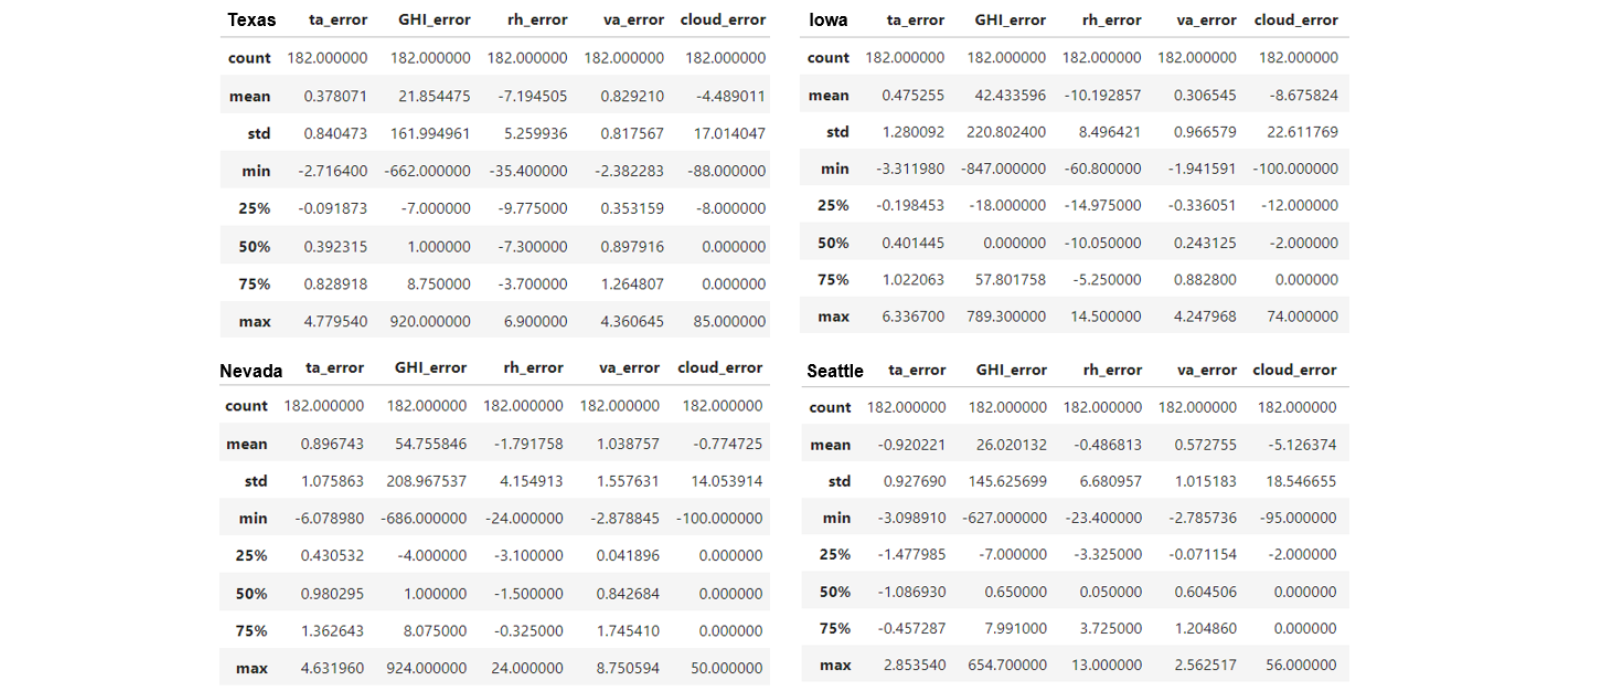 Texas ta_error GHI_error rh_error va_error cloud_error
count 182.000000 182.000000 182.000000 182.000000 182.000000
mean 0.378071 21.854475 -7.194505 0.829210 -4.489011
std 0.840473 161.994961 5.259936 0.817567 17.014047
min -2.716400 -662.000000 -35.400000 -2.382283 -88.000000
25% -0.091873 -7.000000 -9.775000 0.353159 -8.000000
50% 0.392315 1.000000 -7.300000 0.897916 0.000000
75% 0.828918 8.750000 -3.700000 1.264807 0.000000
max 4.779540 920.000000 6.900000 4.360645 85.000000
Iowa ta_error GHI_error rh_error va_error cloud_error
count 182.000000 182.000000 182.000000 182.000000 182.000000
mean 0.475255 42.433596 -10.192857 0.306545 -8.675824
std 1.280092 220.802400 8.496421 0.966579 22.611769
min -3.311980 -847.000000 -60.800000 -1.941591 -100.000000
25% -0.198453 -18.000000 -14.975000 -0.336051 -12.000000
50% 0.401445 0.000000 -10.050000 0.243125 -2.000000
75% 1.022063 57.801758 -5.250000 0.882800 0.000000
max 6.336700 789.300000 14.500000 4.247968 74.000000
Nevada ta_error GHI_error rh_error va_error cloud_error
count 182.000000 182.000000 182.000000 182.000000 182.000000
mean 0.896743 54.755846 -1.791758 1.038757 -0.774725
std 1.075863 208.967537 4.154913 1.557631 14.053914
min -6.078980 -686.000000 -24.000000 -2.878845 -100.000000
25% 0.430532 -4.000000 -3.100000 0.041896 0.000000
50% 0.980295 1.000000 -1.500000 0.842684 0.000000
75% 1.362643 8.075000 -0.325000 1.745410 0.000000
max 4.631960 924.000000 24.000000 8.750594 50.000000
Seattle ta_error GHI_error rh_error va_error cloud_error
count 182.000000 182.000000 182.000000 182.000000 182.000000
mean -0.920221 26.020132 -0.486813 0.572755 -5.126374
std 0.927690 145.625699 6.680957 1.015183 18.546655
min -3.098910 -627.000000 -23.400000 -2.785736 -95.000000
25% -1.477985 -7.000000 -3.325000 -0.071154 -2.000000
50% -1.086930 0.650000 0.050000 0.604506 0.000000
75% -0.457287 7.991000 3.725000 1.204860 0.000000
max 2.853540 654.700000 13.000000 2.562517 56.000000